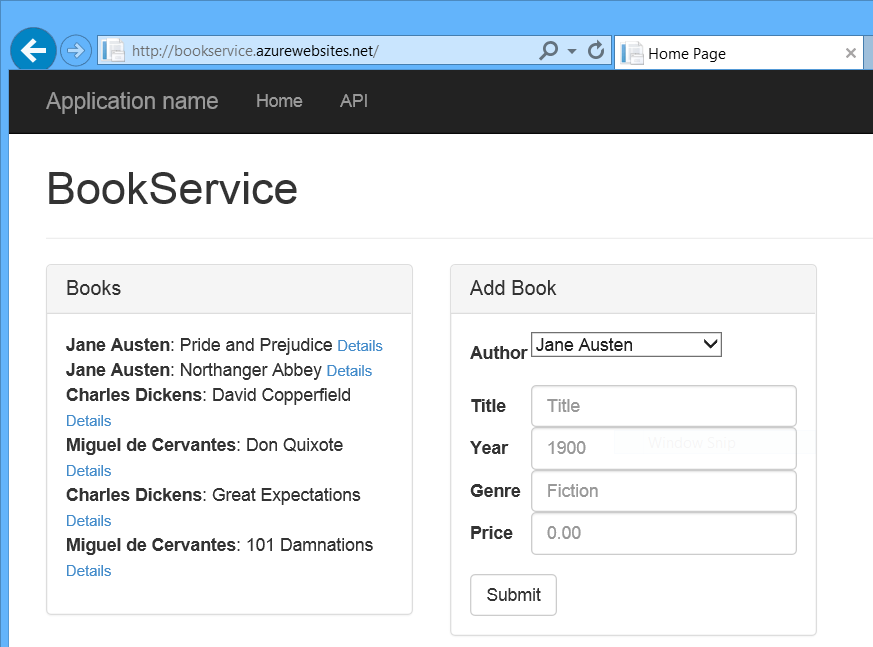 http://bookservice.azurewebsites.net/
Home Page
Application name Home API
BookService
Books
Jane Austen: Pride and Prejudice Details
Jane Austen: Northanger Abbey Details
Charles Dickens: David Copperfield
Details
Miguel de Cervantes: Don Quixote
Details
Charles Dickens: Great Expectations
Details
Miguel de Cervantes: 101 Damnations
Details
Add Book
Author Jane Austen
Title Title
Year 1900
Window Snip
Genre Fiction
Price 0.00
Submit